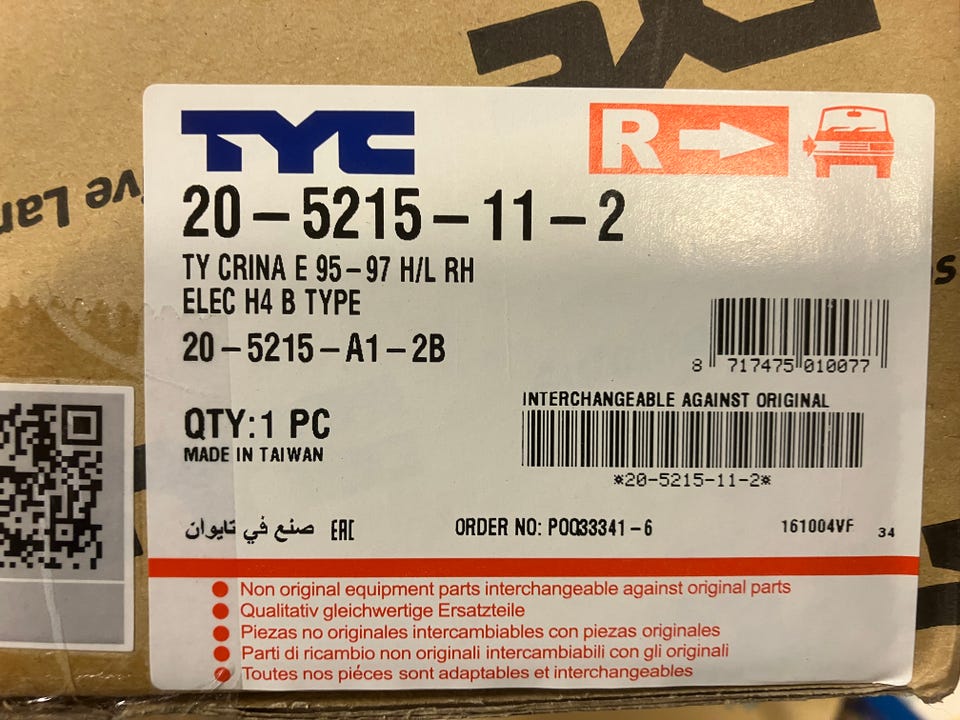 TYC
R
20-5215-11-2
TY CRINA E 95-97 H/L RH
ELEC H4 B TYPE
20-5215-A1-2B
8 717475 010077
INTERCHANGEABLE AGAINST ORIGINAL
*20-5215-11-2*
QTY:1 PC
MADE IN TAIWAN
صنع في تايوان EAC
ORDER NO: POQ33341-6
161004VF 34
Non original equipment parts interchangeable against original parts
Qualitativ gleichwertige Ersatzteile
Piezas no originales intercambiables con piezas originales
Parti di ricambio non originali intercambiabili con gli originali
Toutes nos piéces sont adaptables et interchangeables